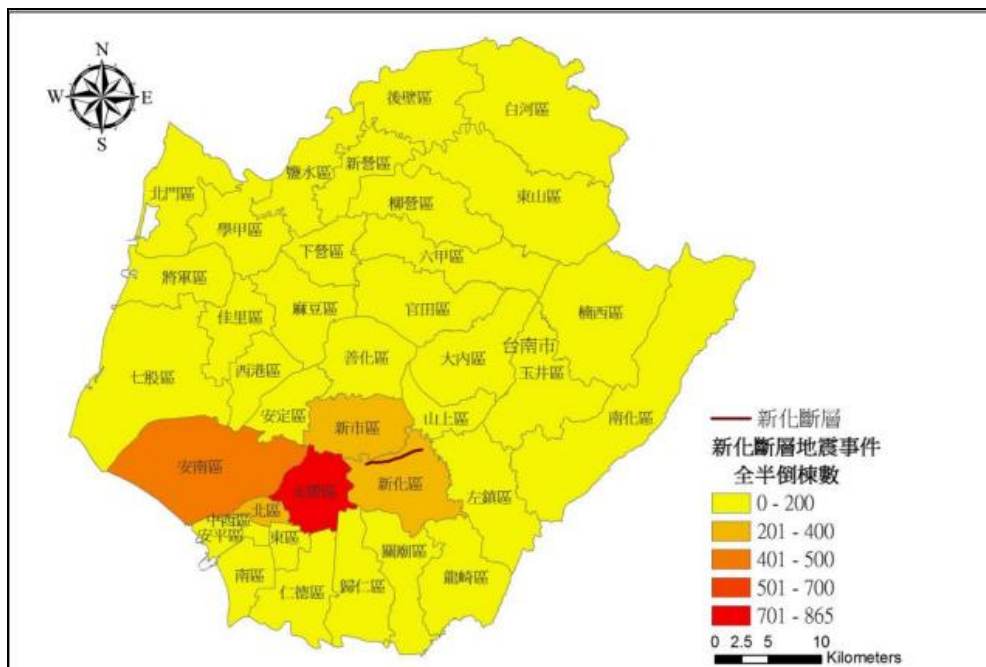 N
W E
S
後壁區
白河區
新營區
鹽水區
北門區
柳營區
東山區
學甲區
下營區
六甲區
將軍區
麻豆區
官田區
楠西區
佳里區
善化區
大內區
台南市
玉井區
西港區
七股區
安定區
新市區
山上區
南化區
安南區
新化區
左鎮區
北區
中西區
安平區
東區
關廟區
南區
仁德區
歸仁區
龍崎區
新化斷層
新化斷層地震事件
全半倒棟數
0 - 200
201 - 400
401 - 500
501 - 700
701 - 865
0 2.5 5 10
Kilometers